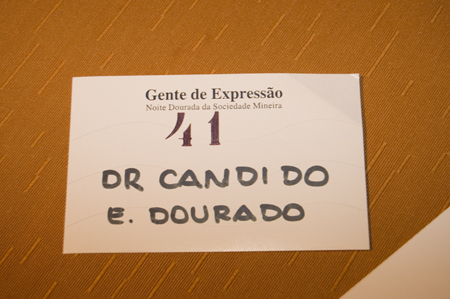 Gente de Expressão
Noite Dourada da Sociedade Mineira
41
DR CANDIDO
E. DOURADO